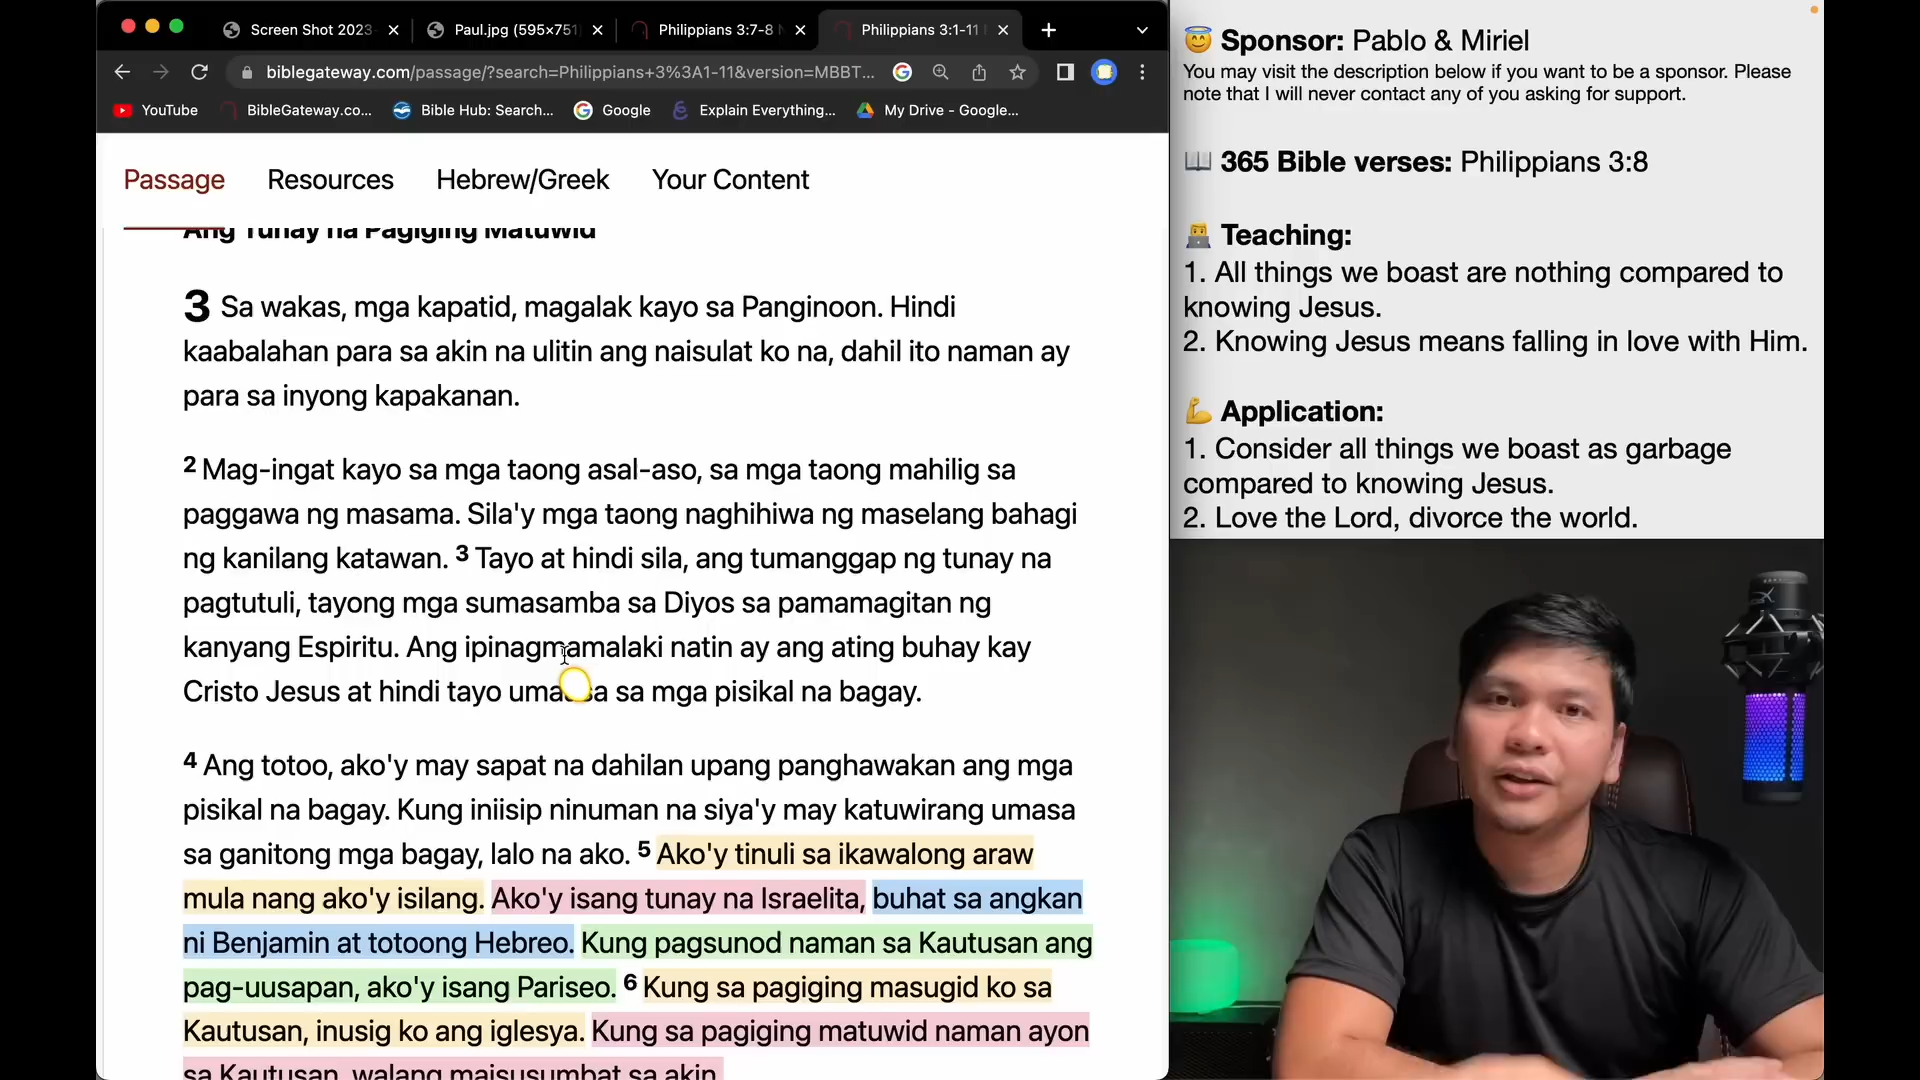 Screen Shot 2023-
Paul.jpg (595×751)
Philippians 3:7-8
Philippians 3:1-11
biblegateway.com/passage/?search=Philippians+3%3A1-11&version=MBBT...
YouTube
BibleGateway.co...
Bible Hub: Search...
Google
Explain Everything...
My Drive - Google...
Passage
Resources
Hebrew/Greek
Your Content
Ang Tunay na Pagiging Matuwid
3 Sa wakas, mga kapatid, magalak kayo sa Panginoon. Hindi
kaabalahan para sa akin na ulitin ang naisulat ko na, dahil ito naman ay
para sa inyong kapakanan.
2 Mag-ingat kayo sa mga taong asal-aso, sa mga taong mahilig sa
paggawa ng masama. Sila'y mga taong naghihiwa ng maselang bahagi
ng kanilang katawan. 3 Tayo at hindi sila, ang tumanggap ng tunay na
pagtutuli, tayong mga sumasamba sa Diyos sa pamamagitan ng
kanyang Espiritu. Ang ipinagmamalaki natin ay ang ating buhay kay
Cristo Jesus at hindi tayo umaasa sa mga pisikal na bagay.
4 Ang totoo, ako'y may sapat na dahilan upang panghawakan ang mga
pisikal na bagay. Kung iniisip ninuman na siya'y may katuwirang umasa
sa ganitong mga bagay, lalo na ako. 5 Ako'y tinuli sa ikawalong araw
mula nang ako'y isilang. Ako'y isang tunay na Israelita, buhat sa angkan
ni Benjamin at totoong Hebreo. Kung pagsunod naman sa Kautusan ang
pag-uusapan, ako'y isang Pariseo. 6 Kung sa pagiging masugid ko sa
Kautusan, inusig ko ang iglesya. Kung sa pagiging matuwid naman ayon
sa Kautusan, walang maisusumbat sa akin.
Sponsor: Pablo & Miriel
You may visit the description below if you want to be a sponsor. Please
note that I will never contact any of you asking for support.
365 Bible verses: Philippians 3:8
Teaching:
1. All things we boast are nothing compared to
knowing Jesus.
2. Knowing Jesus means falling in love with Him.
Application:
1. Consider all things we boast as garbage
compared to knowing Jesus.
2. Love the Lord, divorce the world.